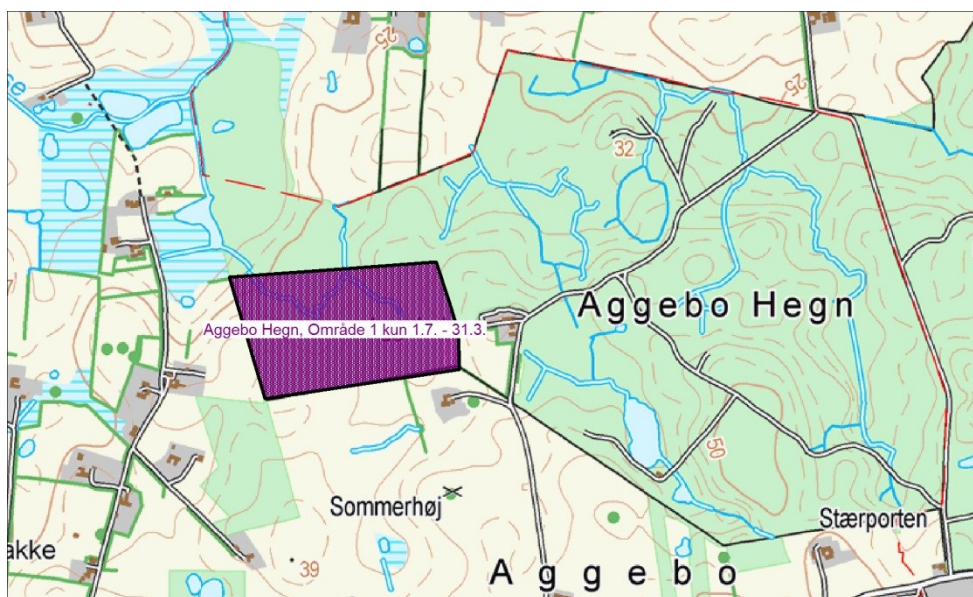 25
25
32
Aggebo Hegn
Aggebo Hegn, Område 1 kun 1.7. - 31.3.
50
Sommerhøj
Stærporten
akke
39
Aggebo